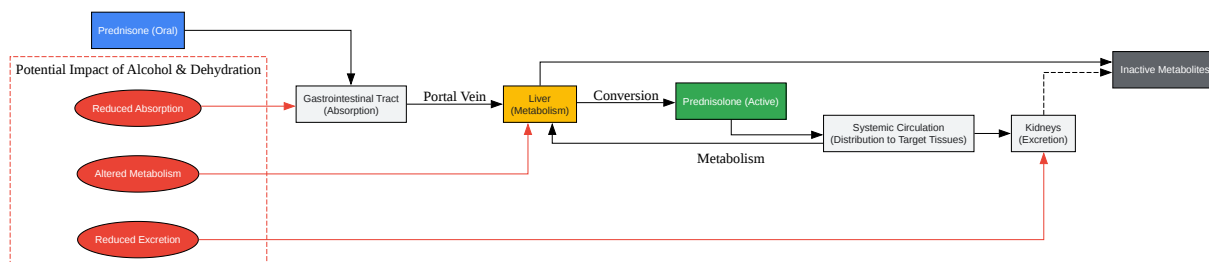 Prednisone (Oral)
Potential Impact of Alcohol & Dehydration
Reduced Absorption
Altered Metabolism
Reduced Excretion
Gastrointestinal Tract
(Absorption)
Portal Vein
Liver
(Metabolism)
Conversion
Prednisolone (Active)
Metabolism
Systemic Circulation
(Distribution to Target Tissues)
Kidneys
(Excretion)
Inactive Metabolites